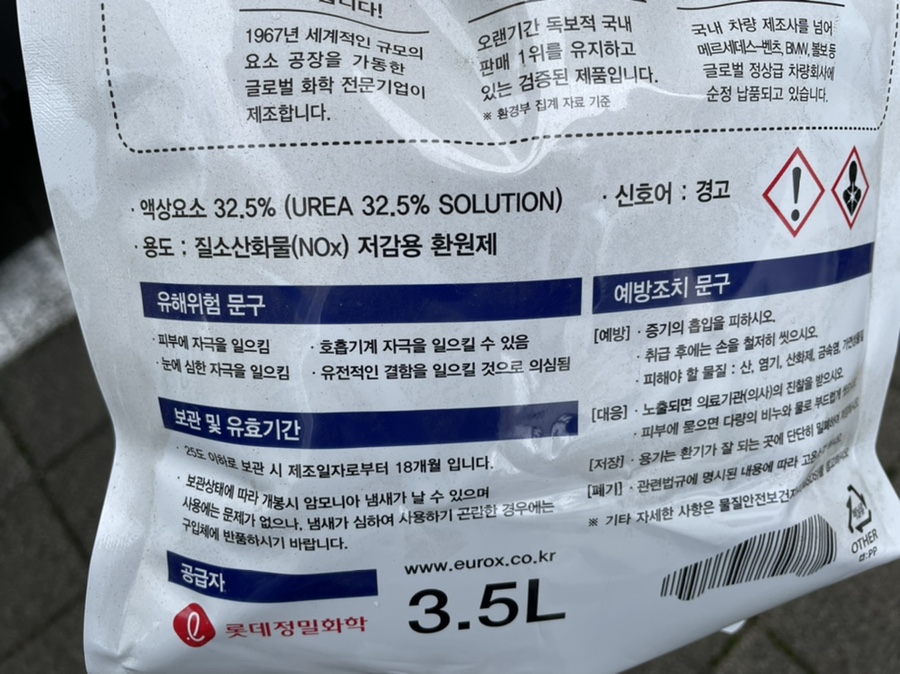 니다!
1967년 세계적인 규모의
요소 공장을 가동한
글로벌 화학 전문기업이
제조합니다.
오랜기간 독보적 국내
판매 1위를 유지하고
있는 검증된 제품입니다.
※ 환경부 집계 자료 기준
국내 차량 제조사를 넘어
메르세데스-벤츠, BMW, 볼보 등
글로벌 정상급 차량회사에
순정 납품되고 있습니다.
· 액상요소 32.5% (UREA 32.5% SOLUTION)
· 신호어 : 경고
· 용도 : 질소산화물(NOx) 저감용 환원제
유해위험 문구
· 피부에 자극을 일으킴
· 호흡기계 자극을 일으킬 수 있음
· 눈에 심한 자극을 일으킴
· 유전적인 결함을 일으킬 것으로 의심됨
보관 및 유효기간
· 25도 이하로 보관 시 제조일자로부터 18개월 입니다.
· 보관상태에 따라 개봉시 암모니아 냄새가 날 수 있으며
사용에는 문제가 없으나, 냄새가 심하여 사용하기 곤란한 경우에는
구입체에 반품하시기 바랍니다.
예방조치 문구
[예방] · 증기의 흡입을 피하시오.
· 취급 후에는 손을 철저히 씻으시오.
· 피해야 할 물질 : 산, 염기, 산화제, 금속염,
[대응] · 노출되면 의료기관(의사)의 진찰을 받으시오.
· 피부에 묻으면 다량의 비누와 물로 부드럽게
[저장] · 용기는 환기가 잘 되는 곳에 단단히 밀폐하여
[폐기] · 관련법규에 명시된 내용에 따라
※ 기타 자세한 사항은 물질안전보건자료(MSDS)를
공급자
롯데정밀화학
www.eurox.co.kr
3.5L
OTHER
PP